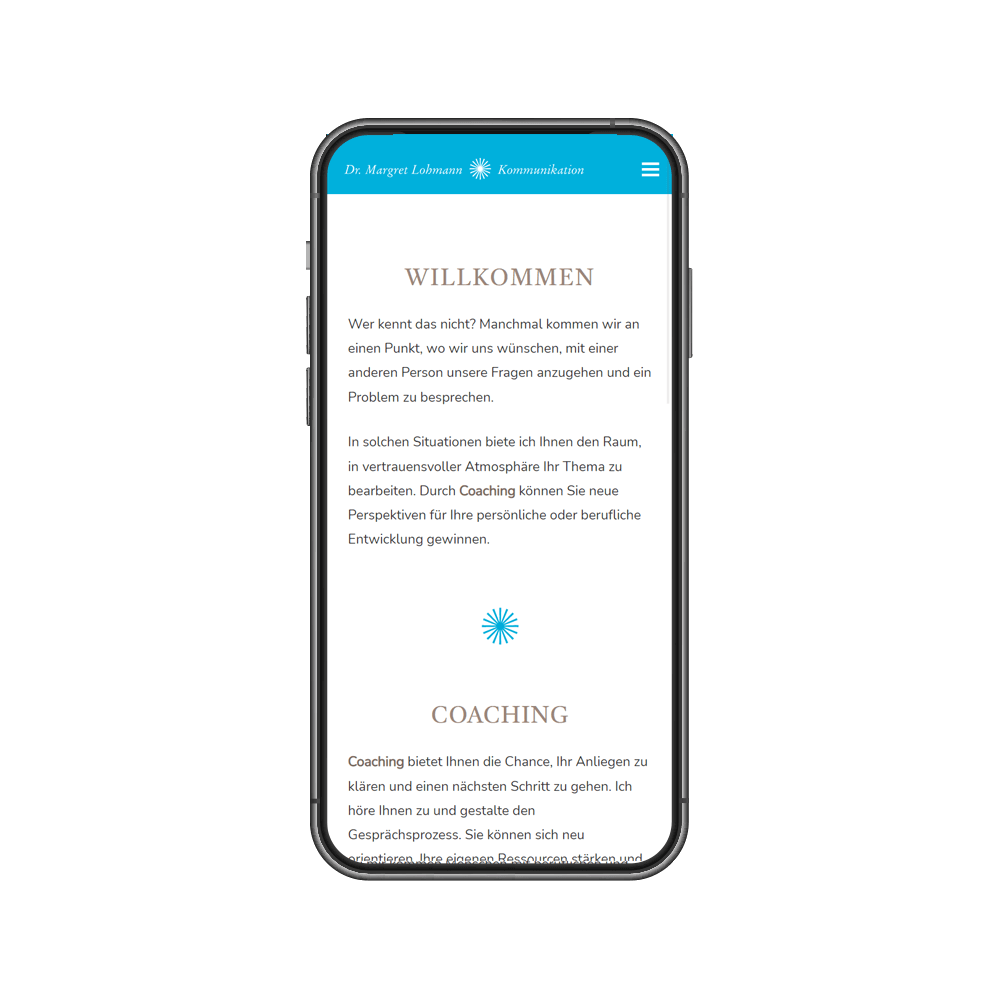 Dr. Margret Lohmann Kommunikation
WILLKOMMEN
Wer kennt das nicht? Manchmal kommen wir an
einen Punkt, wo wir uns wünschen, mit einer
anderen Person unsere Fragen anzugehen und ein
Problem zu besprechen.
In solchen Situationen biete ich Ihnen den Raum,
in vertrauensvoller Atmosphäre Ihr Thema zu
bearbeiten. Durch Coaching können Sie neue
Perspektiven für Ihre persönliche oder berufliche
Entwicklung gewinnen.
COACHING
Coaching bietet Ihnen die Chance, Ihr Anliegen zu
klären und einen nächsten Schritt zu gehen. Ich
höre Ihnen zu und gestalte den
Gesprächsprozess. Sie können sich neu
orientieren, Ihre eigenen Ressourcen stärken und